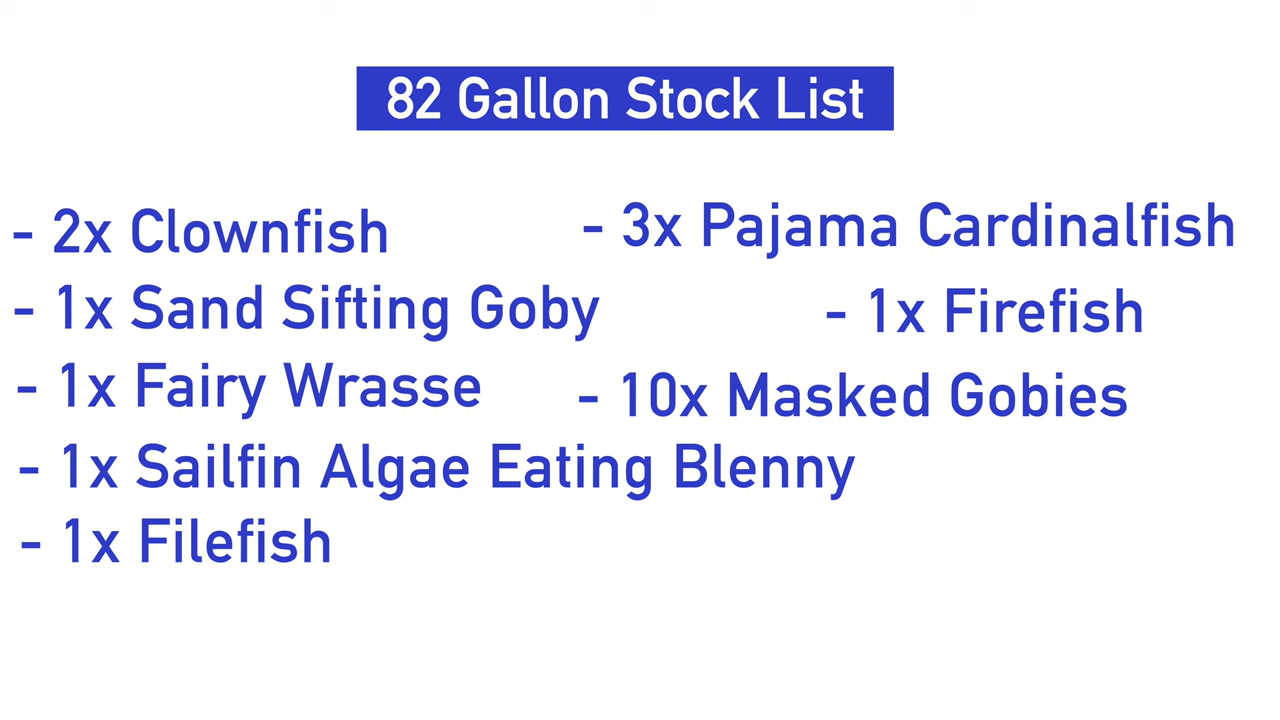 82 Gallon Stock List
- 2x Clownfish
- 1x Sand Sifting Goby
- 1x Fairy Wrasse
- 1x Sailfin Algae Eating Blenny
- 1x Filefish
- 3x Pajama Cardinalfish
- 1x Firefish
- 10x Masked Gobies